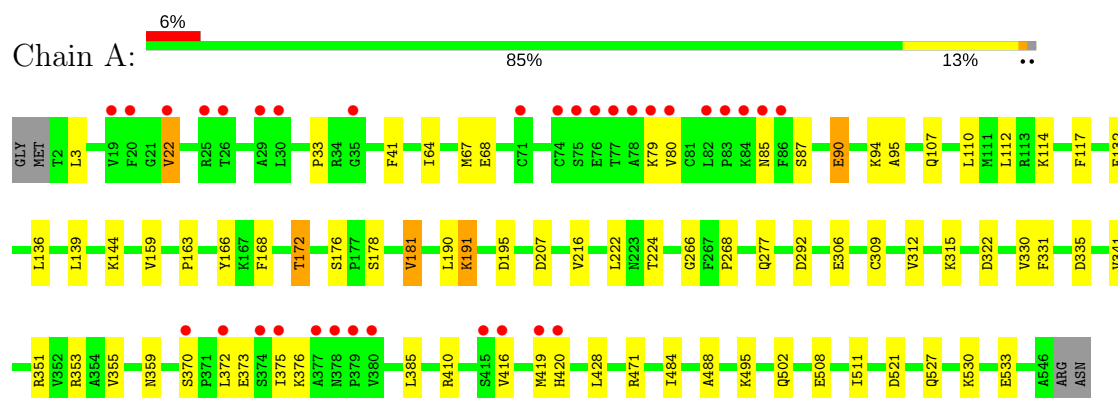 6%
Chain A:
85% 13% ••
GLY MET T2 L3 V19 F20 G21 V22 R25 T26 A29 L30 P33 R34 G35 F41 I64 M67 E68 C71 C74 S75 E76 T77 A78 K79 V80 C81 L82 P83 K84 N85 F86 S87 E90 K94 A95 Q107 L110 M111 L112 R113 K114 F117 E132
L136 L139 K144 V159 P163 Y166 K167 F168 T172 S176 P177 S178 V181 L190 K191 D195 D207 V216 L222 N223 T224 G266 F267 P268 Q277 D292 E306 C309 V312 K315 D322 V330 F331 D335 V341
R351 V352 R353 A354 V355 N359 S370 P371 L372 E373 S374 I375 K376 A377 N378 P379 V380 L385 R410 S415 V416 M419 H420 L428 R471 I484 A488 K495 Q502 E508 I511 D521 Q527 K530 E533 A546 ARG ASN